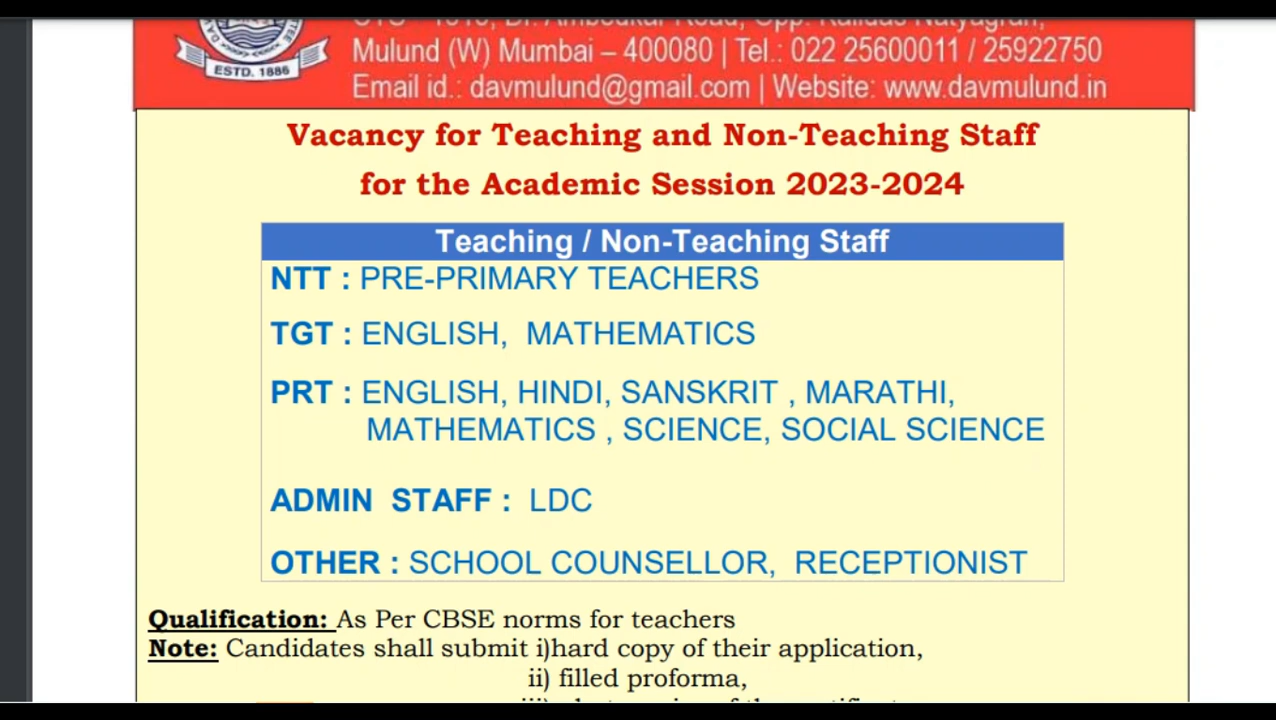 ESTD. 1886
Mulund (W) Mumbai – 400080 | Tel.: 022 25600011 / 25922750
Email id.: davmulund@gmail.com | Website: www.davmulund.in
Vacancy for Teaching and Non-Teaching Staff
for the Academic Session 2023-2024
Teaching / Non-Teaching Staff
NTT : PRE-PRIMARY TEACHERS
TGT : ENGLISH, MATHEMATICS
PRT : ENGLISH, HINDI, SANSKRIT , MARATHI,
MATHEMATICS , SCIENCE, SOCIAL SCIENCE
ADMIN STAFF : LDC
OTHER : SCHOOL COUNSELLOR, RECEPTIONIST
Qualification: As Per CBSE norms for teachers
Note: Candidates shall submit i)hard copy of their application,
ii) filled proforma,